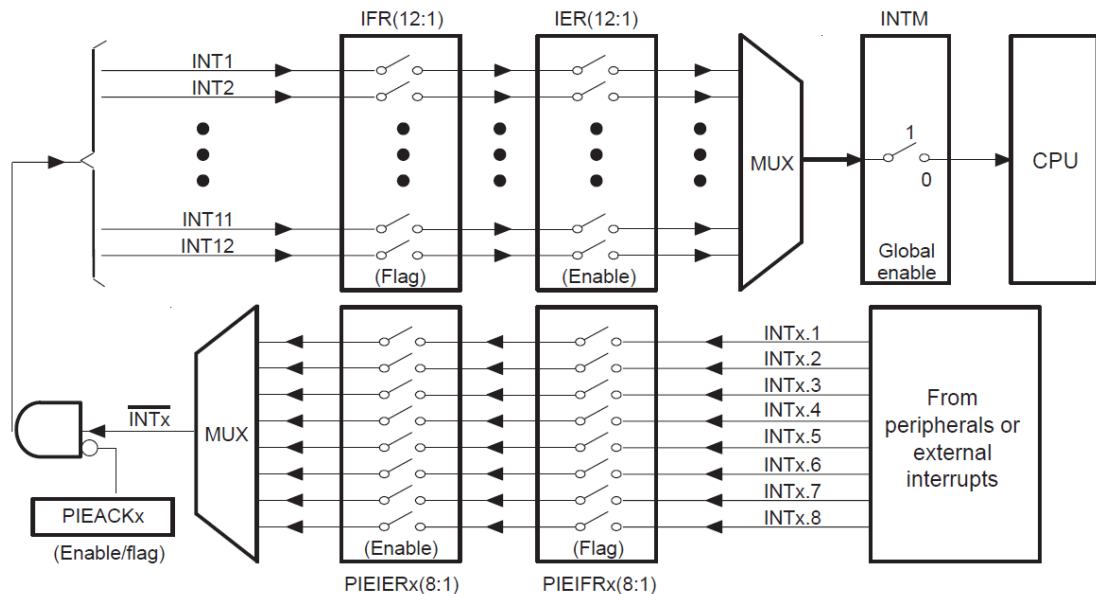 IFR(12:1)
IER(12:1)
INTM
INT1
INT2
1
MUX
CPU
0
INT11
INT12
(Flag)
(Enable)
Global
enable
INTx.1
INTx.2
INTx.3
INTx.4
INTx.5
INTx.6
INTx.7
INTx.8
From
peripherals or
external
interrupts
INTx
MUX
PIEACKx
(Enable/flag)
(Enable)
(Flag)
PIEIERx(8:1)
PIEIFRx(8:1)